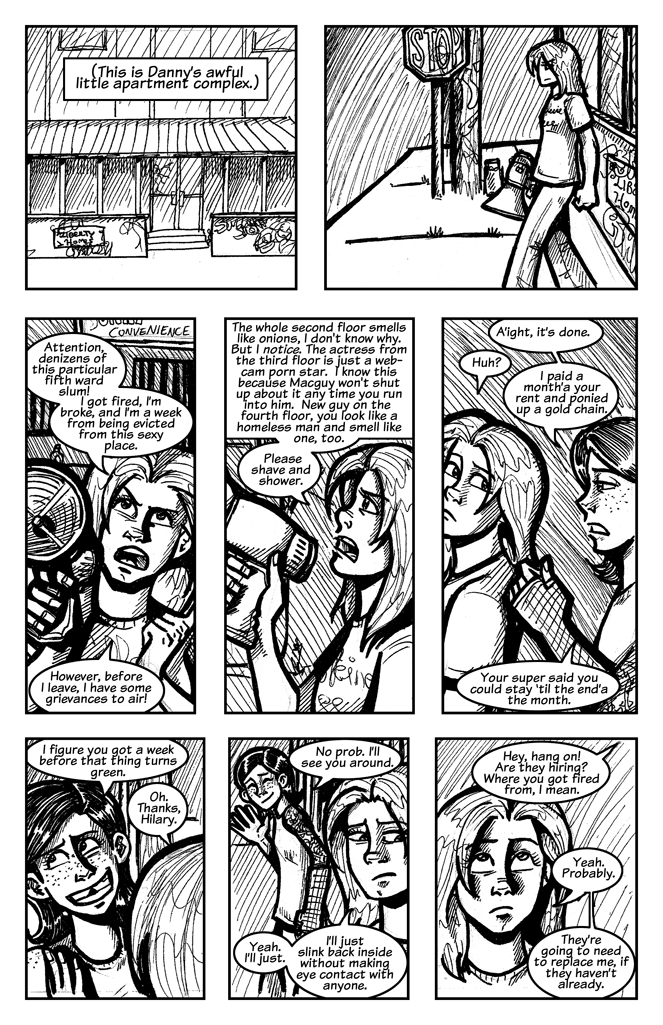 (This is Danny's awful
little apartment complex.)
LIBERTY
HOMES
STOP
CONVENIENCE
Attention,
denizens of
this particular
fifth ward
slum!
I got fired, I'm
broke, and I'm a week
from being evicted
from this sexy
place.
However, before
I leave, I have some
grievances to air!
The whole second floor smells
like onions, I don't know why.
But I notice. The actress from
the third floor is just a web-
cam porn star. I know this
because Macguy won't shut
up about it any time you run
into him. New guy on the
fourth floor, you look like a
homeless man and smell like
one, too.
Please
shave and
shower.
A'ight, it's done.
Huh?
I paid a
month'a your
rent and ponied
up a gold chain.
Your super said you
could stay 'til the end'a
the month.
I figure you got a week
before that thing turns
green.
Oh.
Thanks,
Hilary.
No prob. I'll
see you around.
Yeah.
I'll just.
I'll just
slink back inside
without making
eye contact with
anyone.
Hey, hang on!
Are they hiring?
Where you got fired
from, I mean.
Yeah.
Probably.
They're
going to need
to replace me, if
they haven't
already.